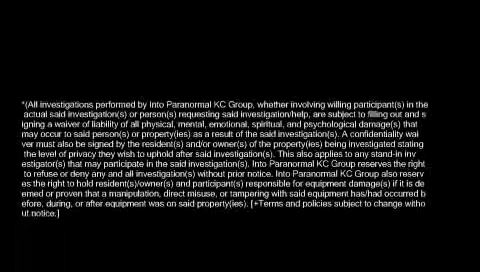 *(All investigations performed by Into Paranormal KC Group, whether involving willing participant(s) in the
actual said investigation(s) or person(s) requesting said investigation/help, are subject to filling out and s
igning a waiver of liability of all physical, mental, emotional, spiritual, and psychological damage(s) that
may occur to said person(s) or property(ies) as a result of the said investigation(s). A confidentiality wai
ver must also be signed by the resident(s) and/or owner(s) of the property(ies) being investigated stating
the level of privacy they wish to uphold after said investigation(s). This also applies to any stand-in inv
estigator(s) that may participate in the said investigation(s). Into Paranormal KC Group reserves the right
to refuse or deny any and all investigation(s) without prior notice. Into Paranormal KC Group also reserv
es the right to hold resident(s)/owner(s) and participant(s) responsible for equipment damage(s) if it is de
emed or proven that a manipulation, direct misuse, or tampering with said equipment has/had occurred b
efore, during, or after equipment was on said property(ies). [+Terms and policies subject to change witho
ut notice.]